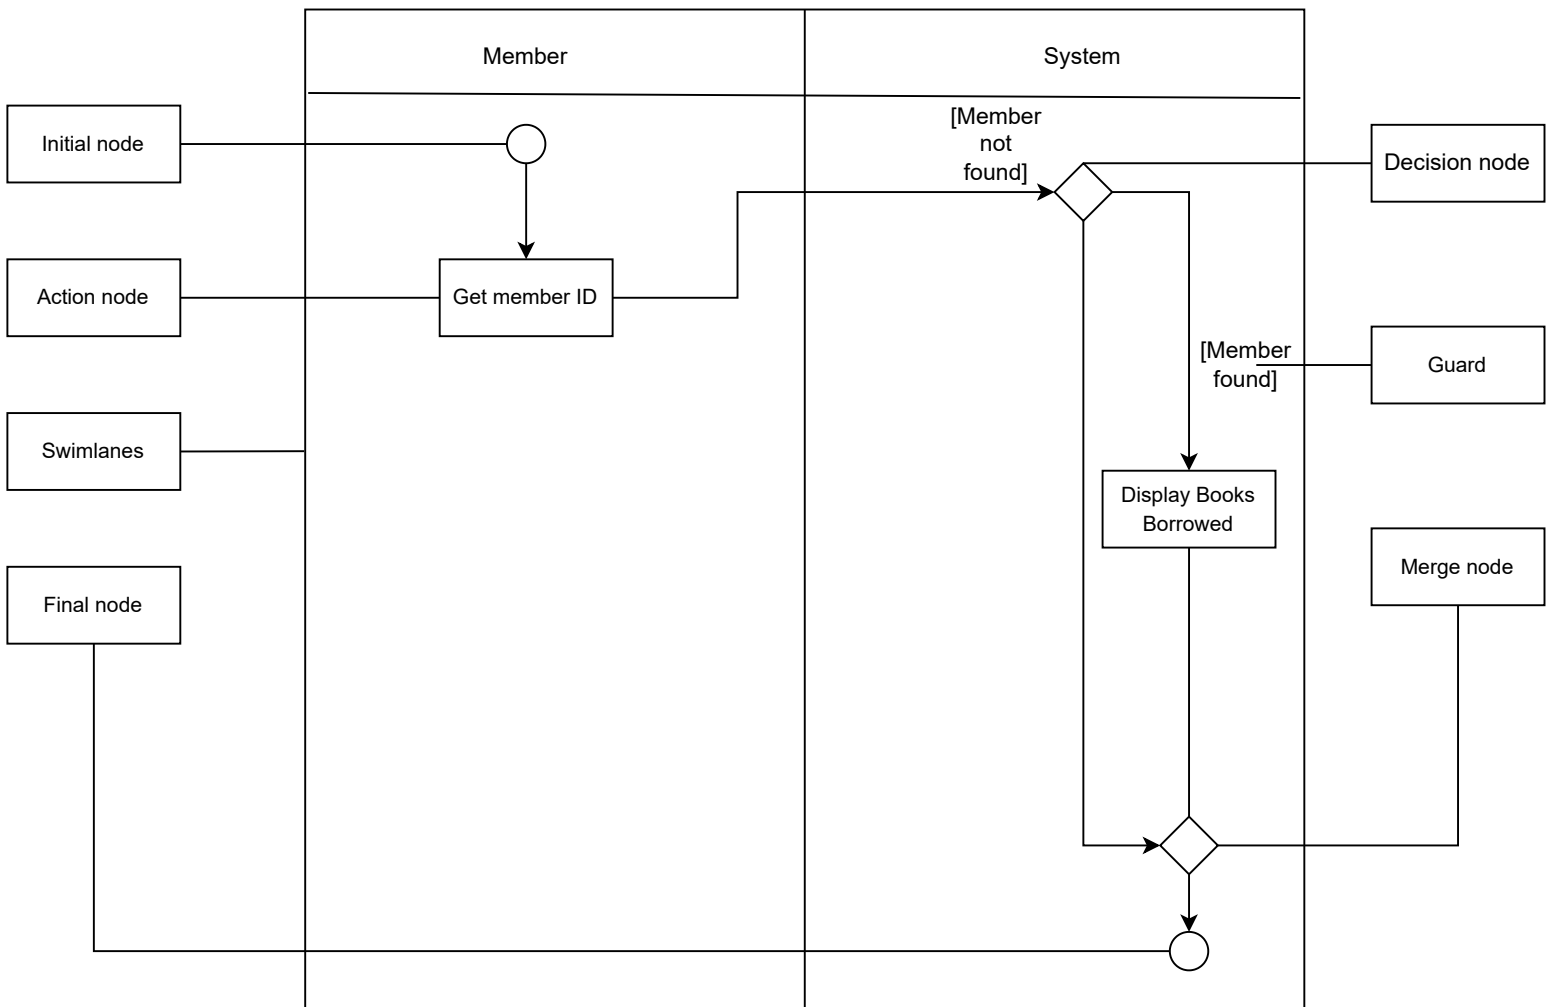 Member
System
[Member
not
found]
Initial node
Decision node
Get member ID
Action node
[Member
found]
Guard
Swimlanes
Display Books
Borrowed
Merge node
Final node